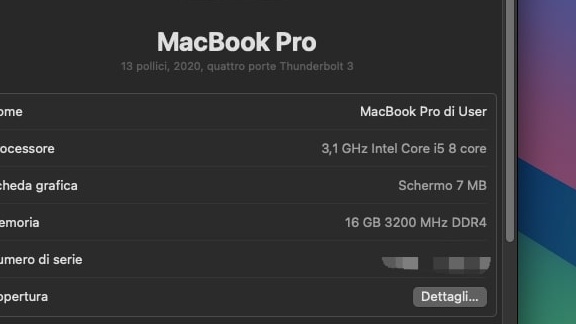 MacBook Pro
13 pollici, 2020, quattro porte Thunderbolt 3
ome MacBook Pro di User
rocessore 3,1 GHz Intel Core i5 8 core
cheda grafica Schermo 7 MB
emoria 16 GB 3200 MHz DDR4
umero di serie
opertura Dettagli...